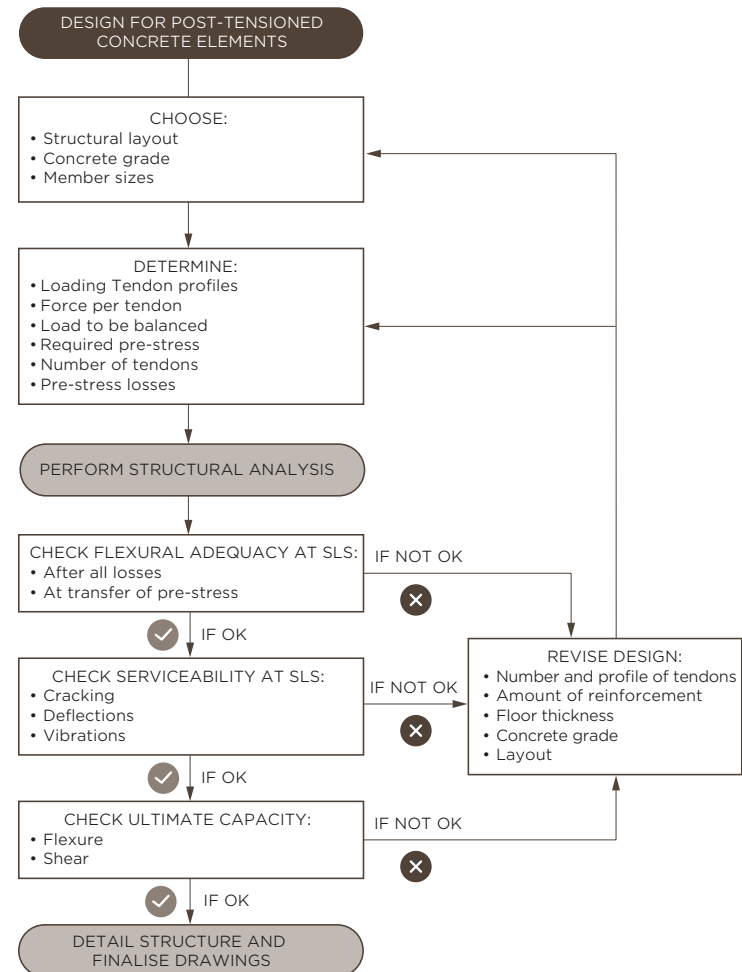 DESIGN FOR POST-TENSIONED
CONCRETE ELEMENTS
CHOOSE:
• Structural layout
• Concrete grade
• Member sizes
DETERMINE:
• Loading Tendon profiles
• Force per tendon
• Load to be balanced
• Required pre-stress
• Number of tendons
• Pre-stress losses
PERFORM STRUCTURAL ANALYSIS
CHECK FLEXURAL ADEQUACY AT SLS:
• After all losses
• At transfer of pre-stress
IF NOT OK
IF OK
CHECK SERVICEABILITY AT SLS:
• Cracking
• Deflections
• Vibrations
IF NOT OK
IF OK
REVISE DESIGN:
• Number and profile of tendons
• Amount of reinforcement
• Floor thickness
• Concrete grade
• Layout
CHECK ULTIMATE CAPACITY:
• Flexure
• Shear
IF NOT OK
IF OK
DETAIL STRUCTURE AND
FINALISE DRAWINGS